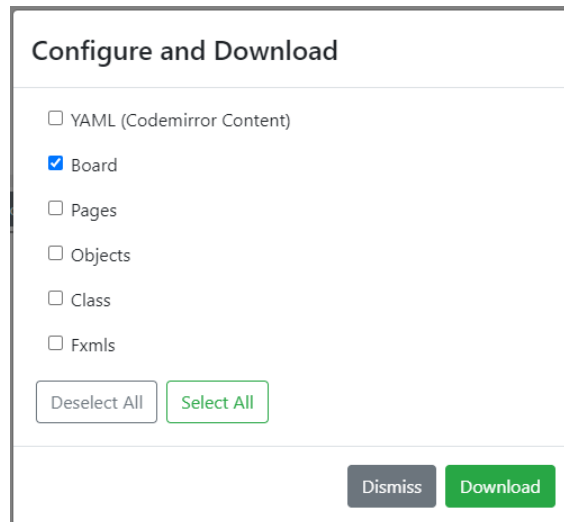 Configure and Download
YAML (Codemirror Content)
Board
Pages
Objects
Class
Fxmls
Deselect All Select All
Dismiss Download